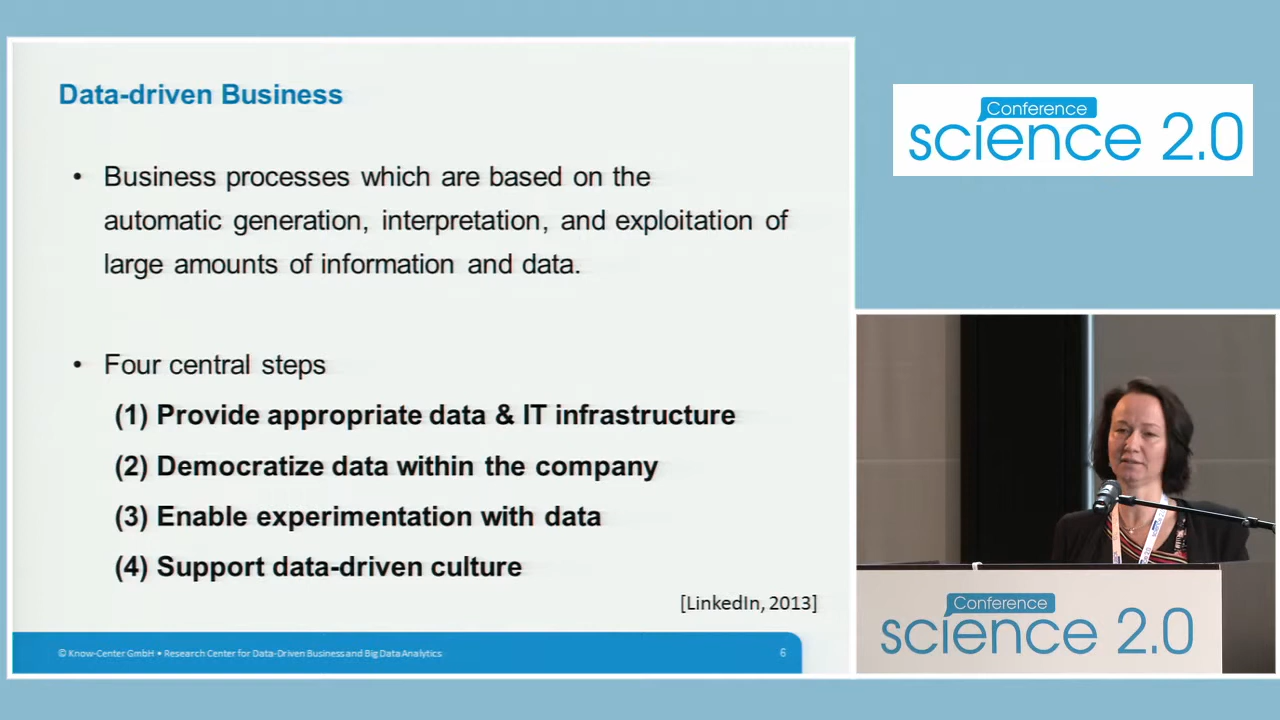 Data-driven Business
• Business processes which are based on the
automatic generation, interpretation, and exploitation of
large amounts of information and data.
• Four central steps
(1) Provide appropriate data & IT infrastructure
(2) Democratize data within the company
(3) Enable experimentation with data
(4) Support data-driven culture
[LinkedIn, 2013]
© Know-Center GmbH • Research Center for Data-Driven Business and Big Data Analytics
6
Conference
science 2.0
Conference
science 2.0